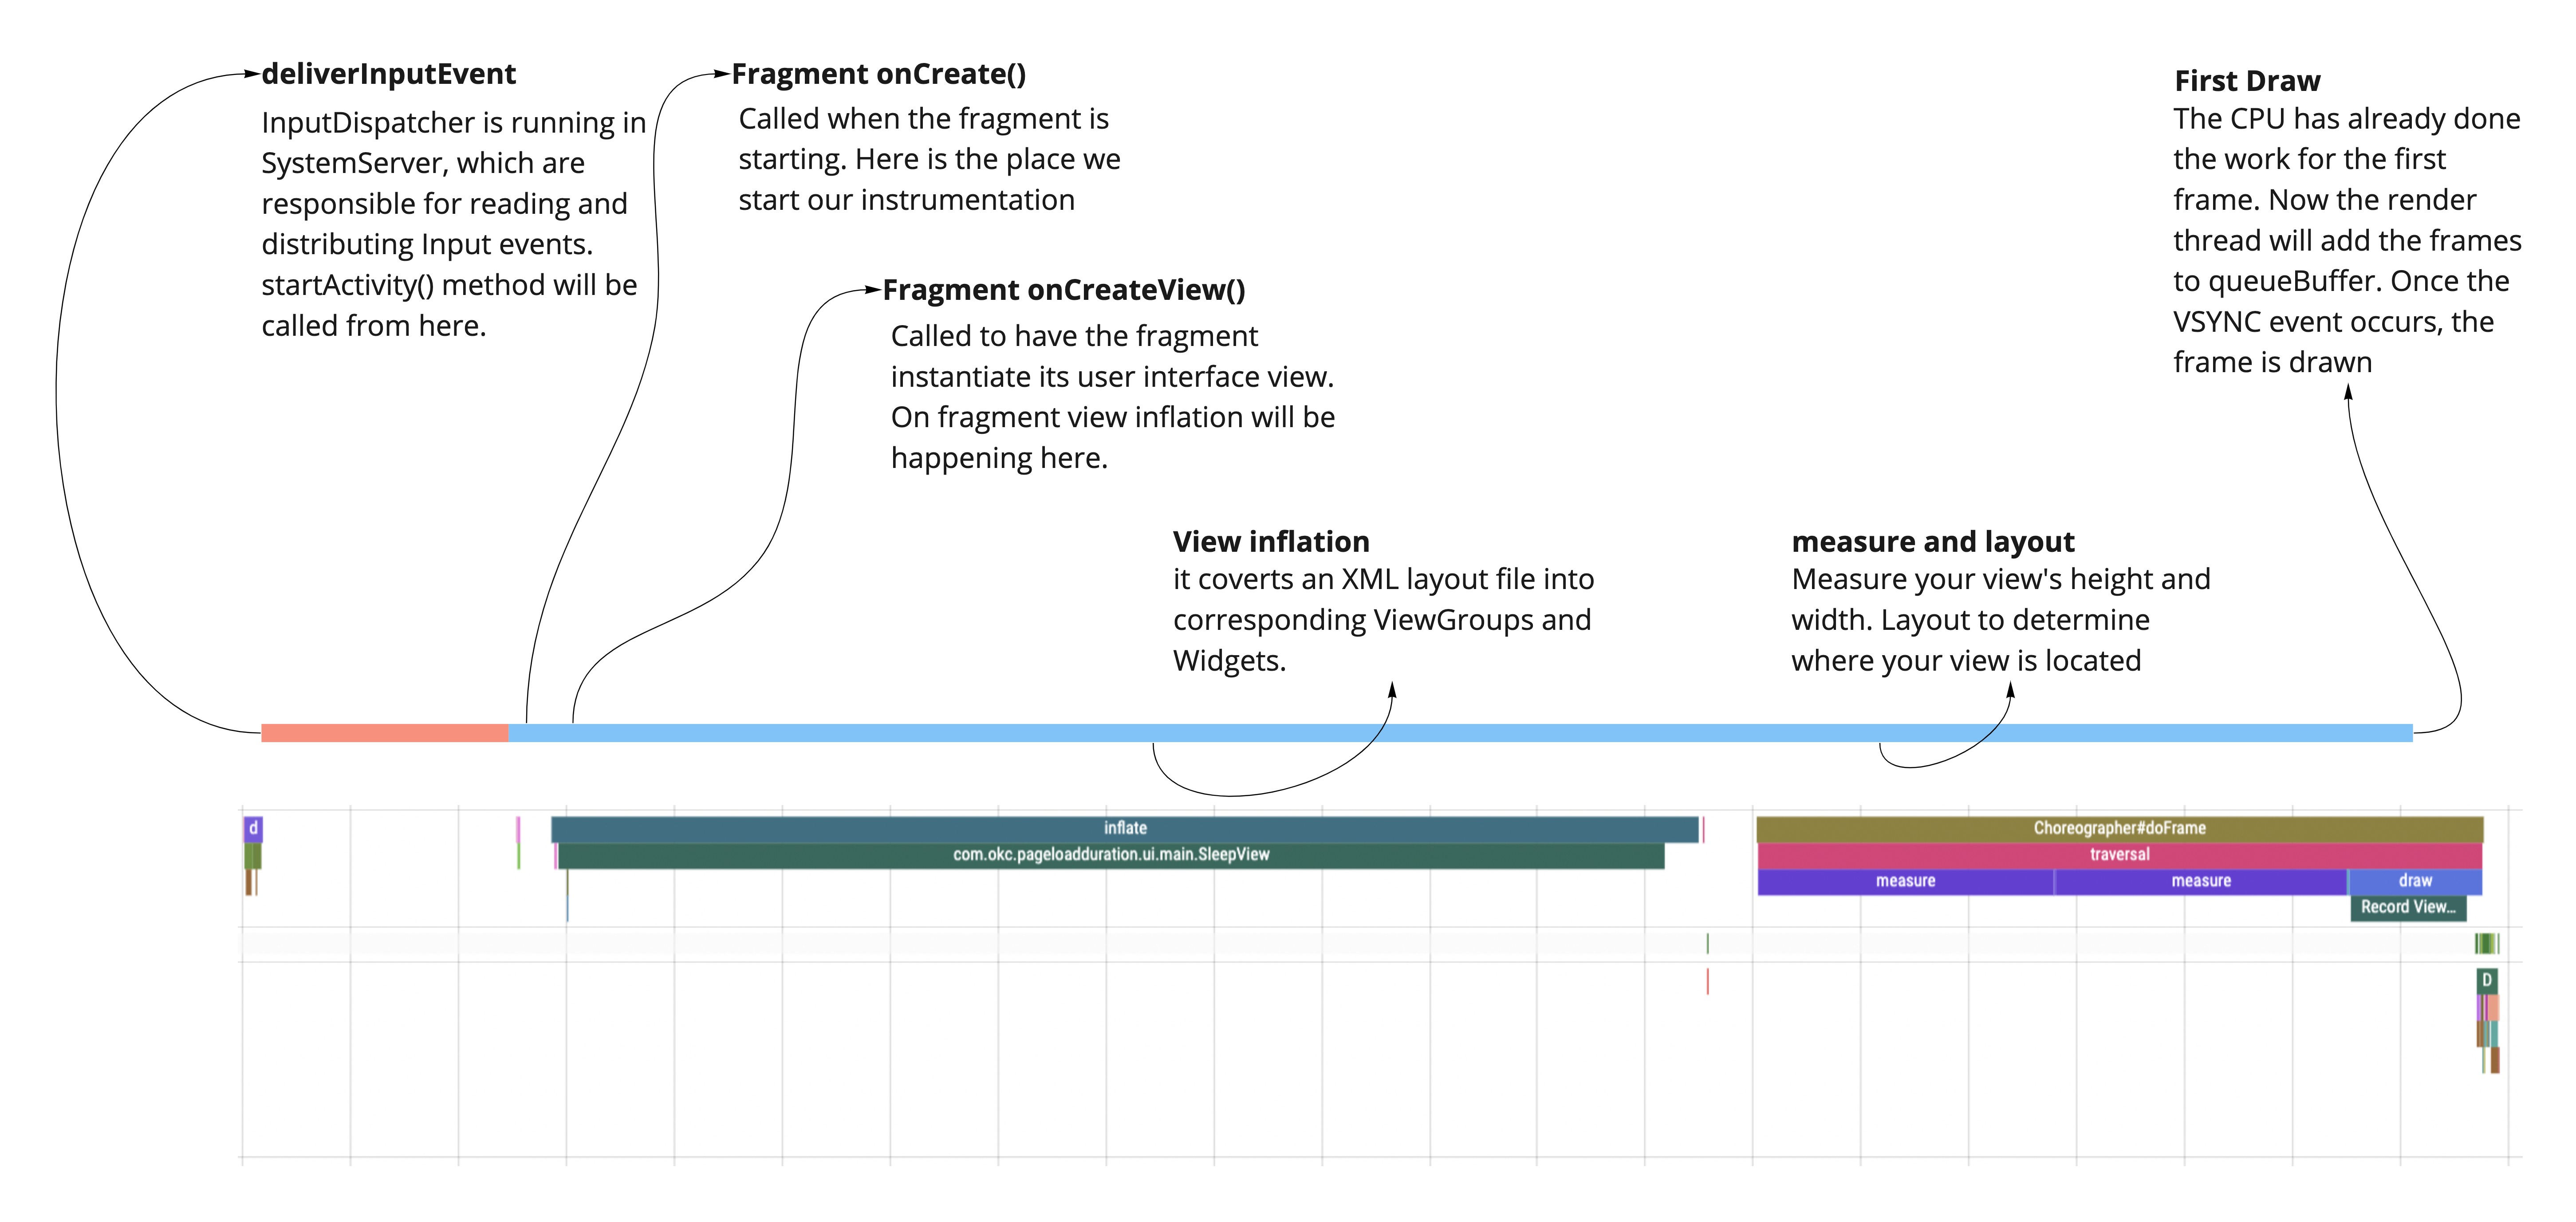 deliverInputEvent
InputDispatcher is running in
SystemServer, which are
responsible for reading and
distributing Input events.
startActivity() method will be
called from here.
Fragment onCreate()
Called when the fragment is
starting. Here is the place we
start our instrumentation
Fragment onCreateView()
Called to have the fragment
instantiate its user interface view.
On fragment view inflation will be
happening here.
First Draw
The CPU has already done
the work for the first
frame. Now the render
thread will add the frames
to queueBuffer. Once the
VSYNC event occurs, the
frame is drawn
View inflation
it coverts an XML layout file into
corresponding ViewGroups and
Widgets.
measure and layout
Measure your view's height and
width. Layout to determine
where your view is located
d
inflate
Choreographer#doFrame
com.okc.pageloadduration.ui.main.SleepView
traversal
measure
measure
draw
Record View...
D